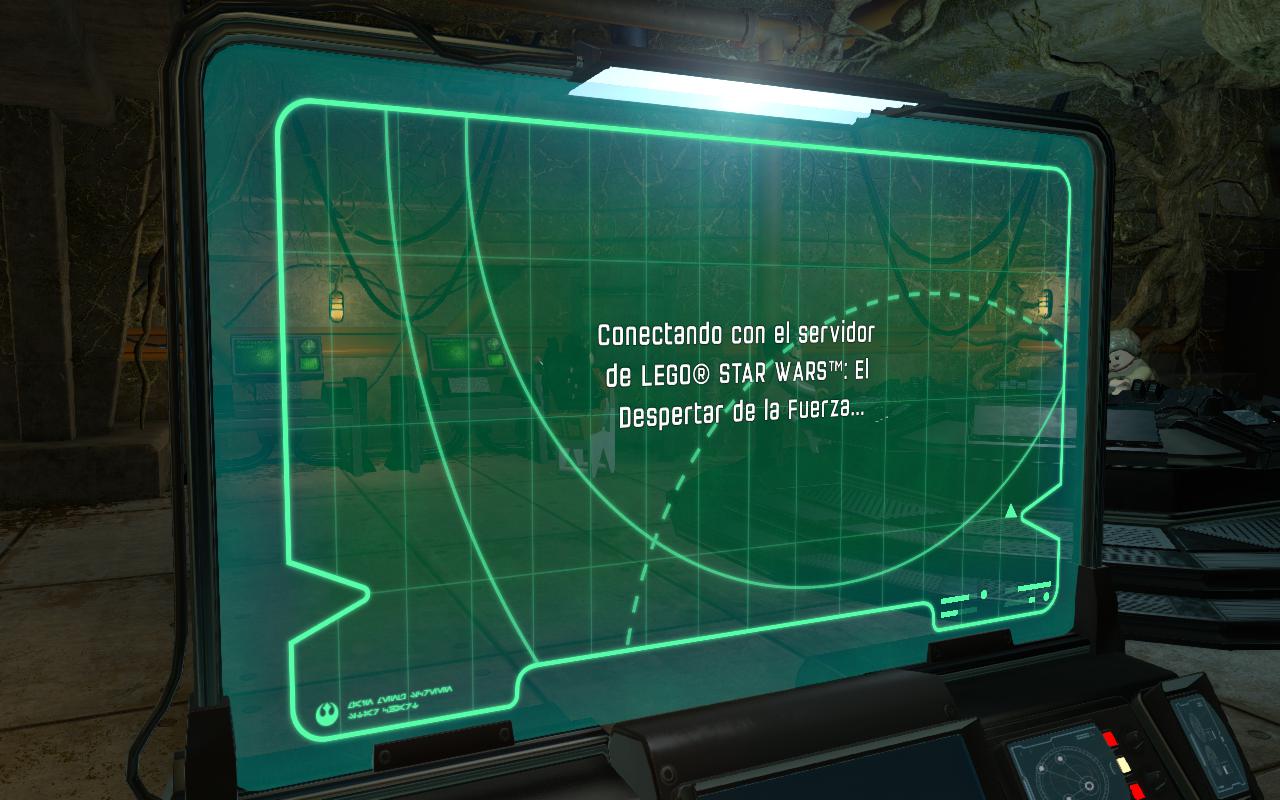 Conectando con el servidor
de LEGO® STAR WARS™: El
Despertar de la Fuerza...